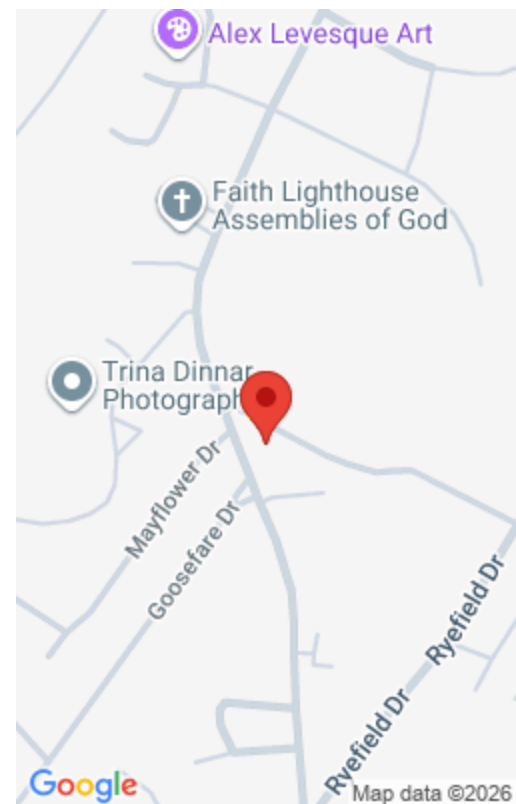 Alex Levesque Art
Faith Lighthouse
Assemblies of God
Trina Dinnar
Photograph
Mayflower Dr
Goosefare Dr
Ryefield Dr
Ryefield Dr
Google
Map data ©2026